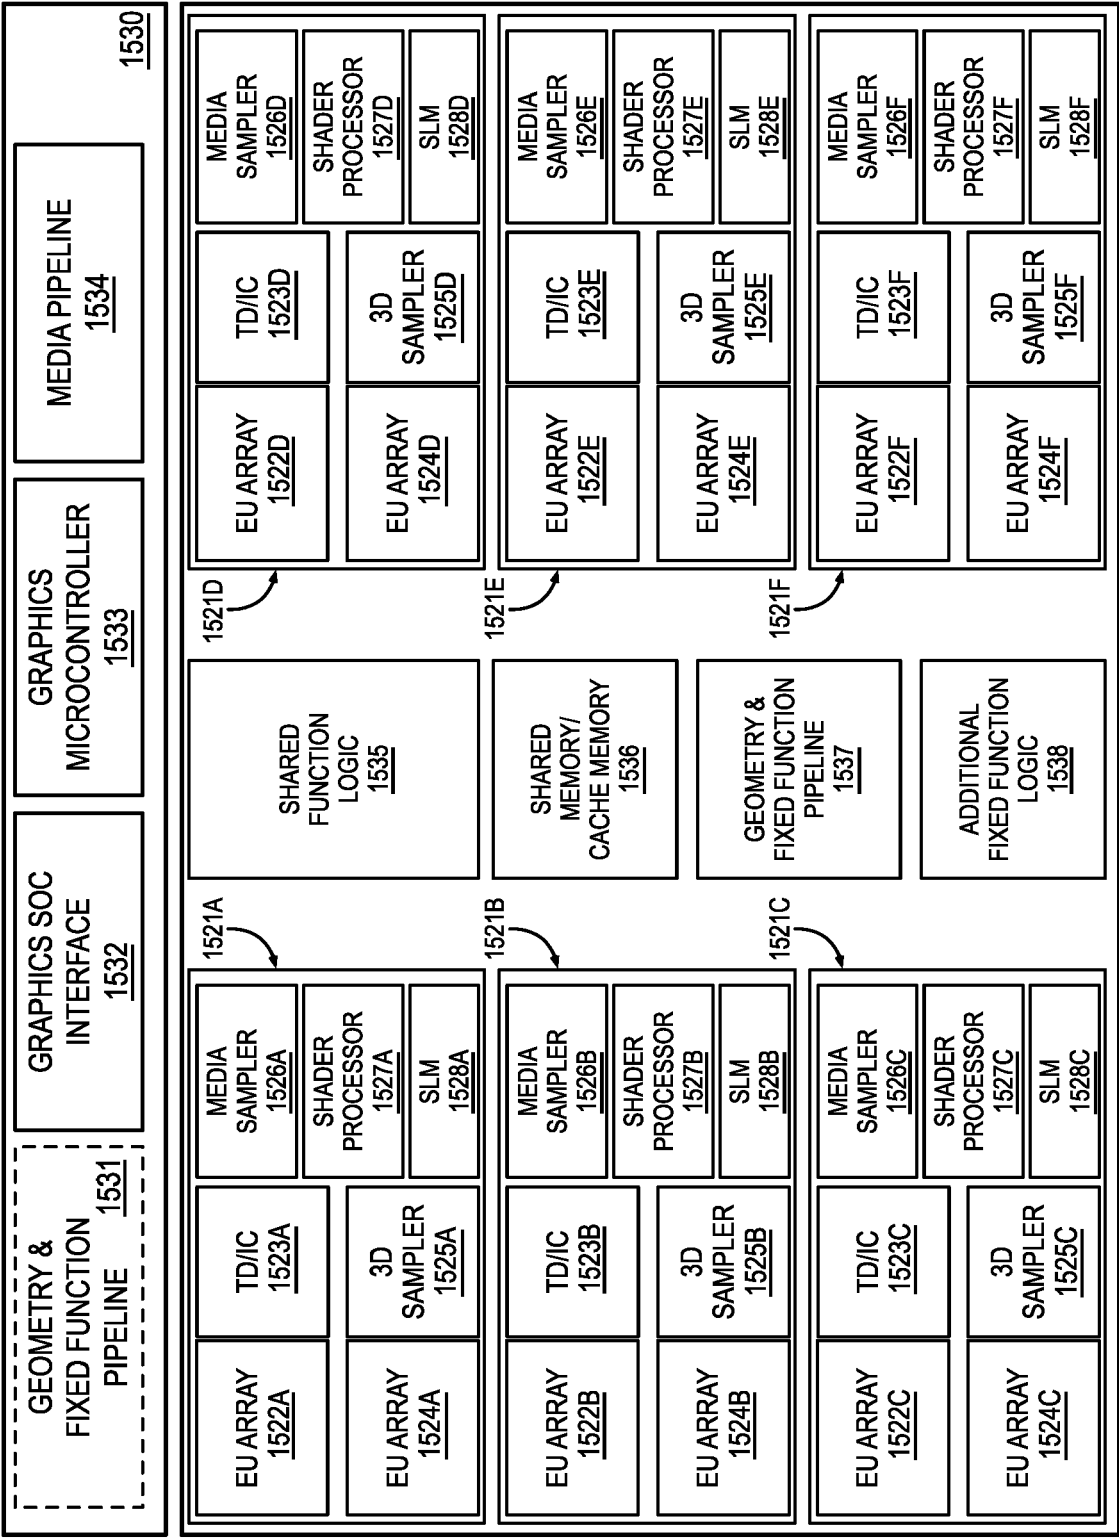 GEOMETRY &
FIXED FUNCTION
PIPELINE
1531
GRAPHICS SOC
INTERFACE
1532
GRAPHICS
MICROCONTROLLER
1533
MEDIA PIPELINE
1534
1530
EU ARRAY
1522A
TD/IC
1523A
MEDIA
SAMPLER
1526A
EU ARRAY
1524A
3D
SAMPLER
1525A
SHADER
PROCESSOR
1527A
SLM
1528A
1521A
SHARED
FUNCTION
LOGIC
1535
1521D
EU ARRAY
1522D
TD/IC
1523D
MEDIA
SAMPLER
1526D
EU ARRAY
1524D
3D
SAMPLER
1525D
SHADER
PROCESSOR
1527D
SLM
1528D
EU ARRAY
1522B
TD/IC
1523B
MEDIA
SAMPLER
1526B
EU ARRAY
1524B
3D
SAMPLER
1525B
SHADER
PROCESSOR
1527B
SLM
1528B
1521B
SHARED
MEMORY/
CACHE MEMORY
1536
1521E
EU ARRAY
1522E
TD/IC
1523E
MEDIA
SAMPLER
1526E
EU ARRAY
1524E
3D
SAMPLER
1525E
SHADER
PROCESSOR
1527E
SLM
1528E
GEOMETRY &
FIXED FUNCTION
PIPELINE
1537
EU ARRAY
1522C
TD/IC
1523C
MEDIA
SAMPLER
1526C
EU ARRAY
1524C
3D
SAMPLER
1525C
SHADER
PROCESSOR
1527C
SLM
1528C
1521C
ADDITIONAL
FIXED FUNCTION
LOGIC
1538
1521F
EU ARRAY
1522F
TD/IC
1523F
MEDIA
SAMPLER
1526F
EU ARRAY
1524F
3D
SAMPLER
1525F
SHADER
PROCESSOR
1527F
SLM
1528F